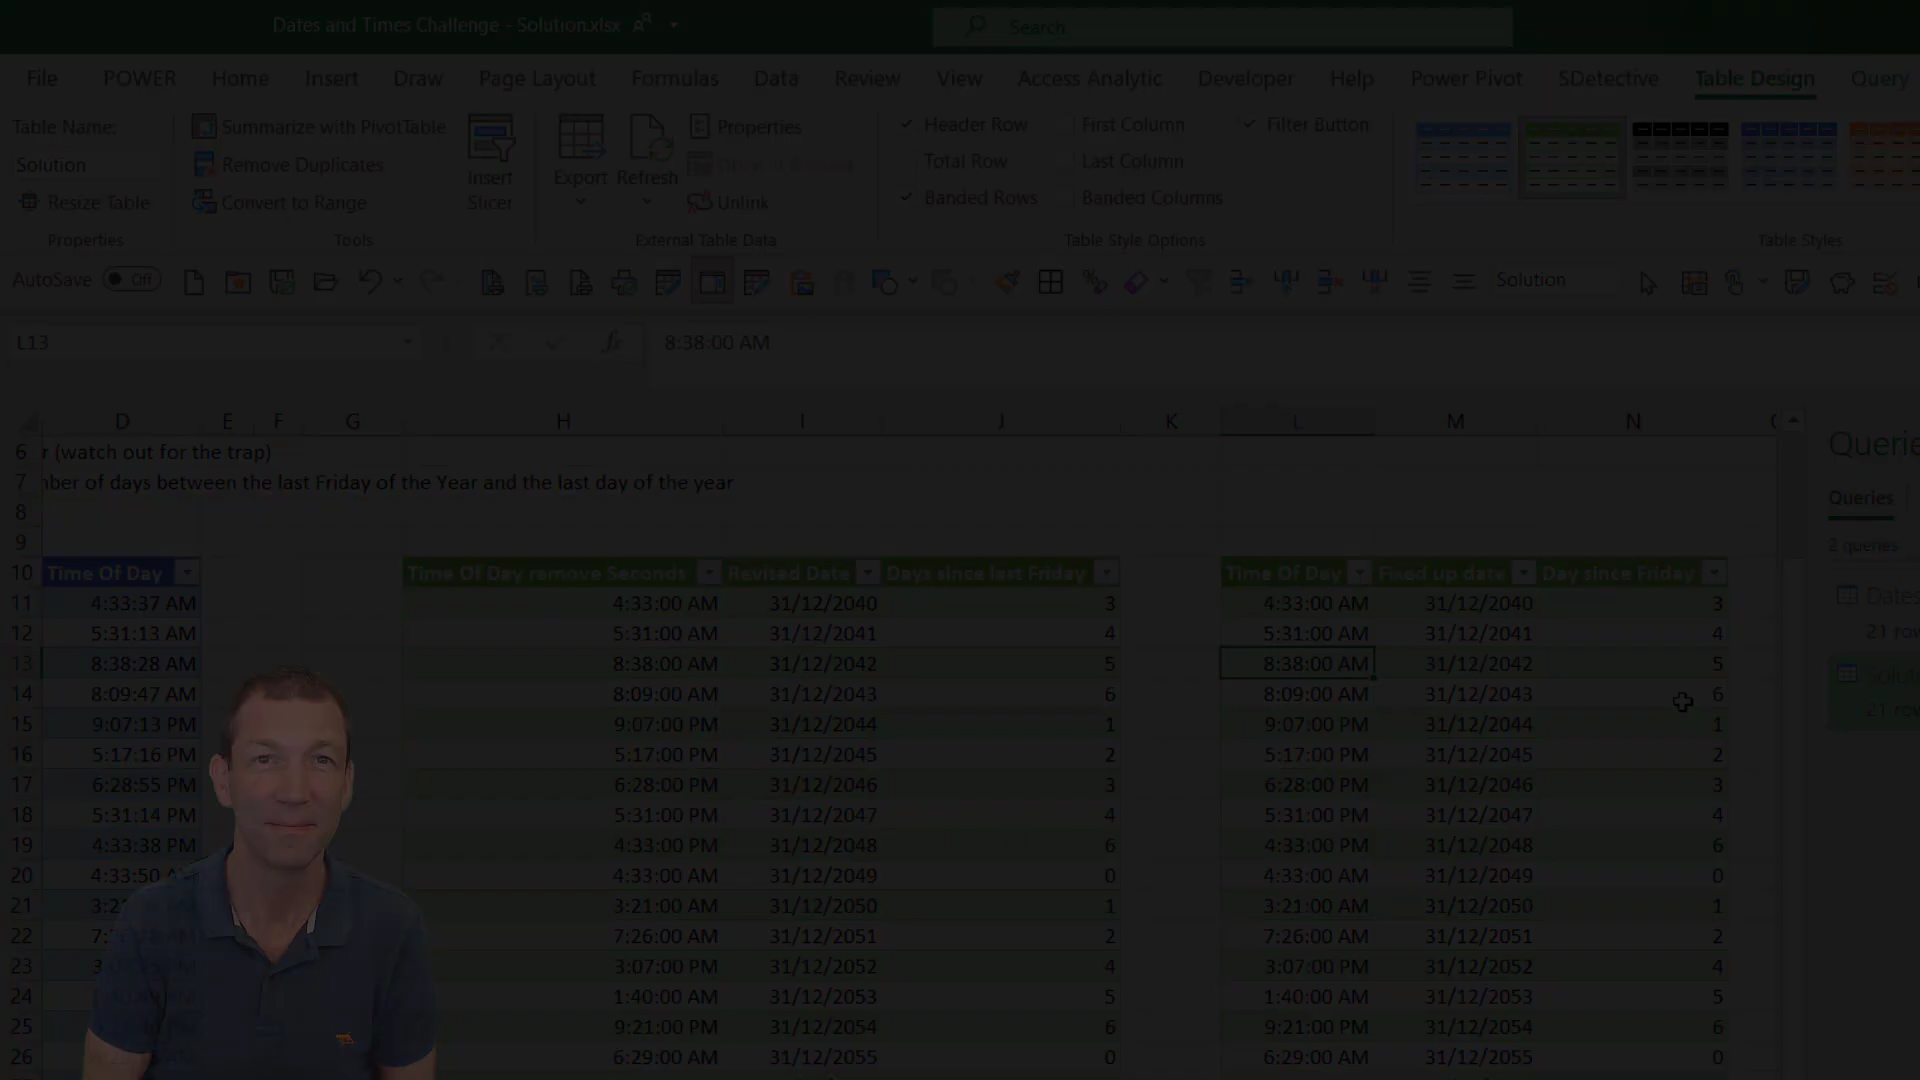 Dates and Times Challenge - Solution.xlsx
Search
File POWER Home Insert Draw Page Layout Formulas Data Review View Access Analytic Developer Help Power Pivot SDetective Table Design Query
Table Name: Summarize with PivotTable Properties Header Row First Column Filter Button
Solution Remove Duplicates Insert Slicer Export Refresh Total Row Last Column
Resize Table Convert to Range Unlink Banded Rows Banded Columns
Properties Tools External Table Data Table Style Options Table Styles
AutoSave Off Solution
L13 fx 8:38:00 AM
D E F G H I J K L M N
6 r (watch out for the trap) Querie
7 nber of days between the last Friday of the Year and the last day of the year Queries
8
9 2 queries
10 Time Of Day Time Of Day remove Seconds Revised Date Days since last Friday Time Of Day Fixed up date Day since Friday
11 4:33:37 AM 4:33:00 AM 31/12/2040 3 4:33:00 AM 31/12/2040 3 Dates
12 5:31:13 AM 5:31:00 AM 31/12/2041 4 5:31:00 AM 31/12/2041 4 21 row
13 8:38:28 AM 8:38:00 AM 31/12/2042 5 8:38:00 AM 31/12/2042 5 Soluti
14 8:09:47 AM 8:09:00 AM 31/12/2043 6 8:09:00 AM 31/12/2043 6 21 row
15 9:07:13 PM 9:07:00 PM 31/12/2044 1 9:07:00 PM 31/12/2044 1
16 5:17:16 PM 5:17:00 PM 31/12/2045 2 5:17:00 PM 31/12/2045 2
17 6:28:55 PM 6:28:00 PM 31/12/2046 3 6:28:00 PM 31/12/2046 3
18 5:31:14 PM 5:31:00 PM 31/12/2047 4 5:31:00 PM 31/12/2047 4
19 4:33:38 PM 4:33:00 PM 31/12/2048 6 4:33:00 PM 31/12/2048 6
20 4:33:50 AM 4:33:00 AM 31/12/2049 0 4:33:00 AM 31/12/2049 0
21 3:21:00 AM 31/12/2050 1 3:21:00 AM 31/12/2050 1
22 7:26:00 AM 31/12/2051 2 7:26:00 AM 31/12/2051 2
23 3:07:00 PM 31/12/2052 4 3:07:00 PM 31/12/2052 4
24 1:40:00 AM 31/12/2053 5 1:40:00 AM 31/12/2053 5
25 9:21:00 PM 31/12/2054 6 9:21:00 PM 31/12/2054 6
26 6:29:00 AM 31/12/2055 0 6:29:00 AM 31/12/2055 0